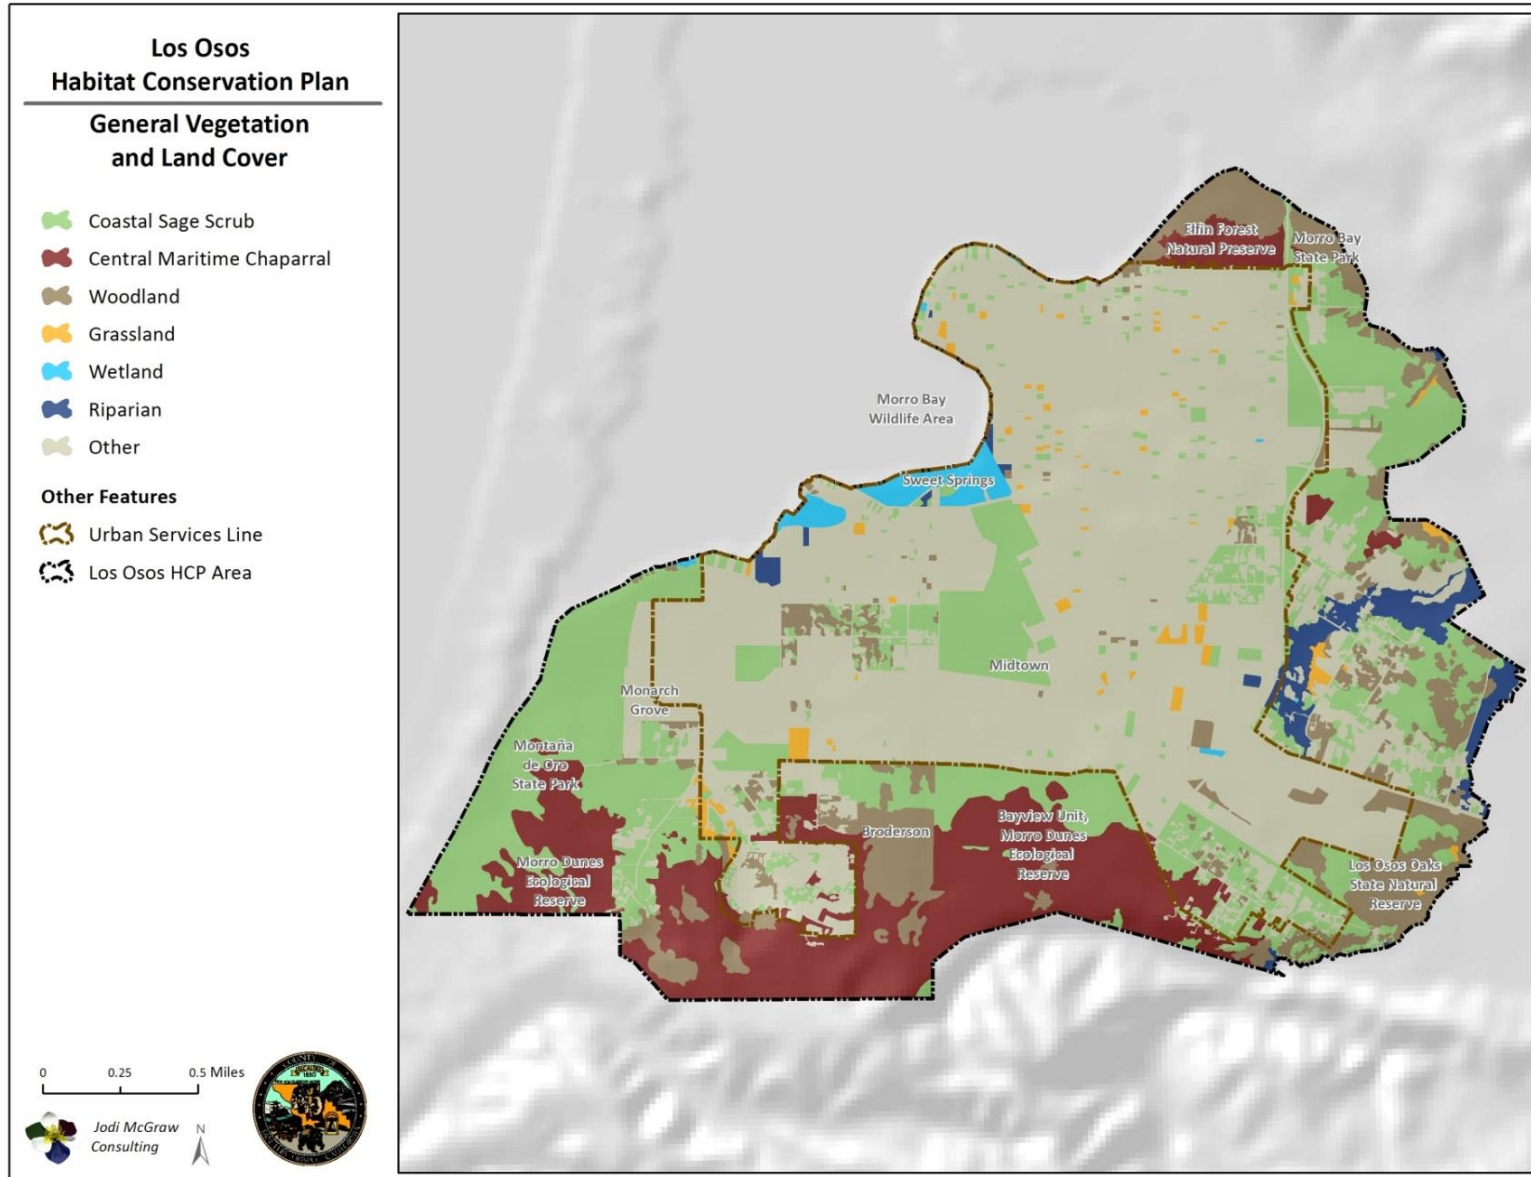 Los Osos
Habitat Conservation Plan
General Vegetation
and Land Cover
Coastal Sage Scrub
Central Maritime Chaparral
Woodland
Grassland
Wetland
Riparian
Other
Other Features
Urban Services Line
Los Osos HCP Area
0
0.25
0.5 Miles
Jodi McGraw
Consulting
N
Elfin Forest
Natural Preserve
Morro Bay
State Park
Morro Bay
Wildlife Area
Sweet Springs
Midtown
Monarch
Grove
Montaña
de Oro
State Park
Morro Dunes
Ecological
Reserve
Broderson
Bayview Unit,
Morro Dunes
Ecological
Reserve
Los Osos Oaks
State Natural
Reserve